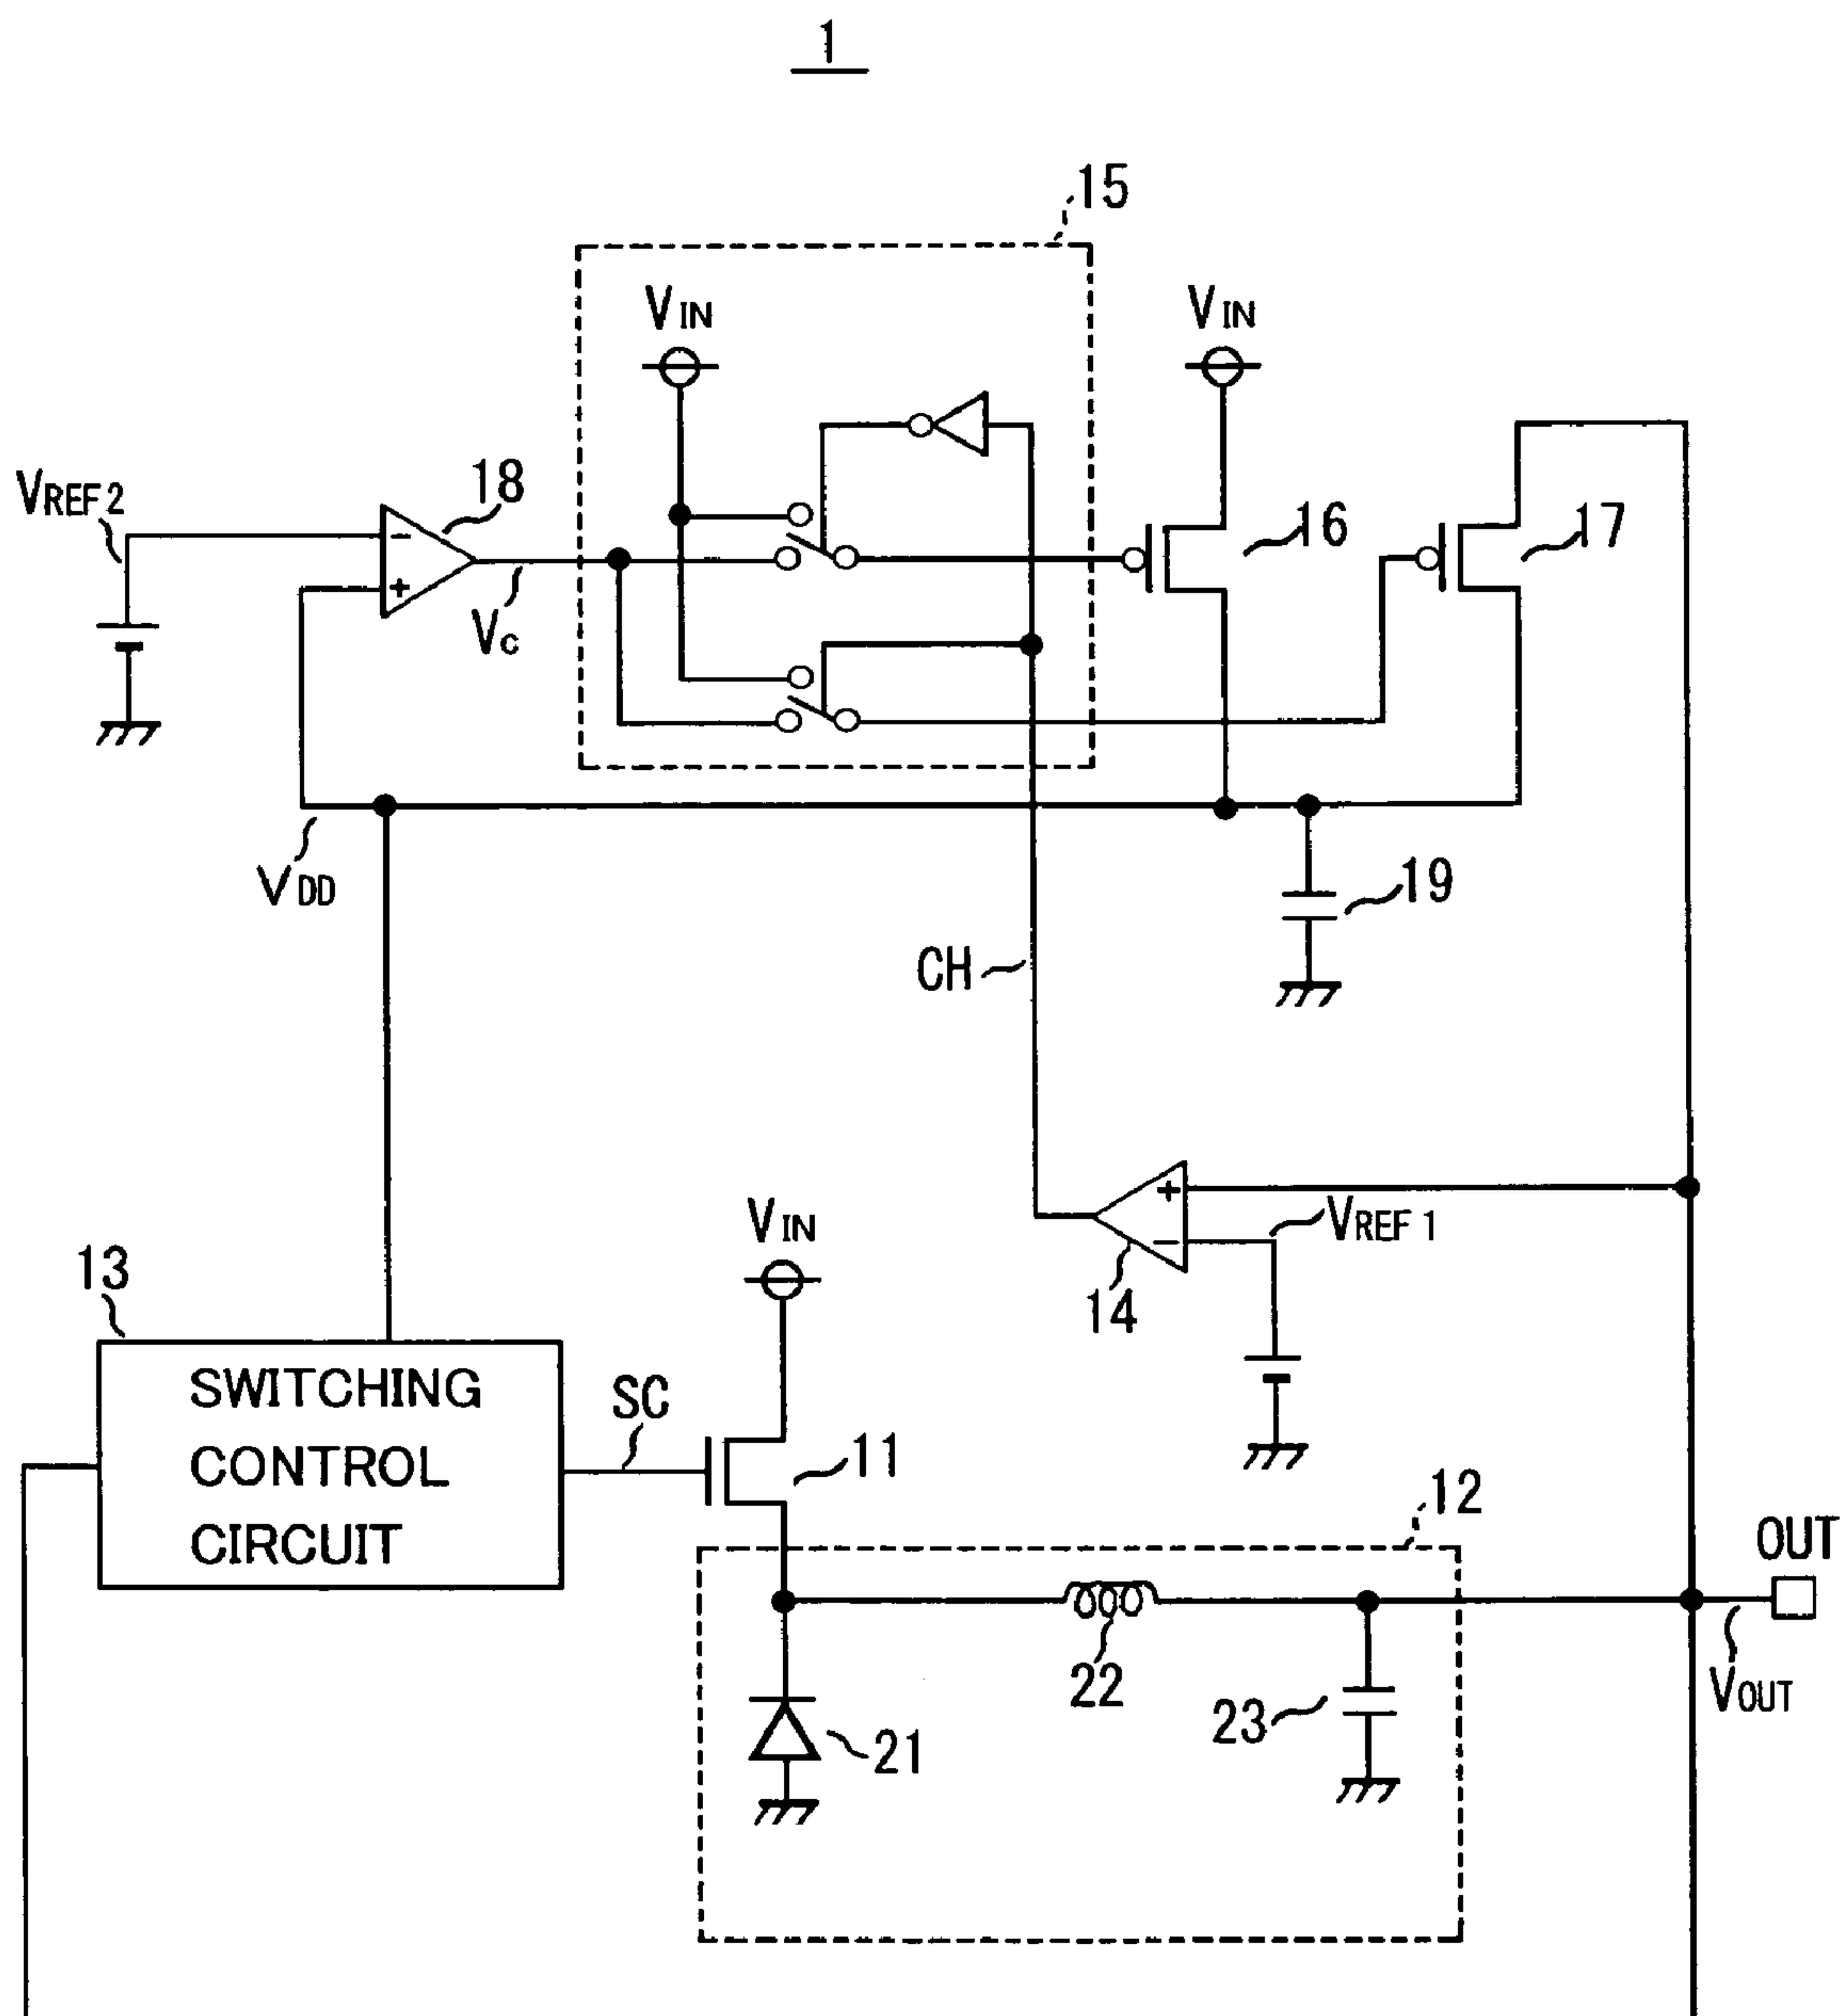 1
15
VIN
VIN
VREF2
18
16
17
-
+
VC
VDD
19
CH
+
-
VREF1
14
VIN
13
SWITCHING
CONTROL
CIRCUIT
SC
11
12
OUT
22
23
VOUT
21